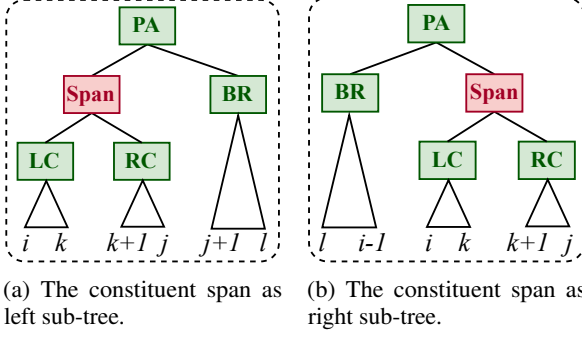 PA
Span BR
LC RC
i k k+1 j j+1 l
(a) The constituent span as
left sub-tree.
PA
BR Span
LC RC
l i-1 i k k+1 j
(b) The constituent span as
right sub-tree.